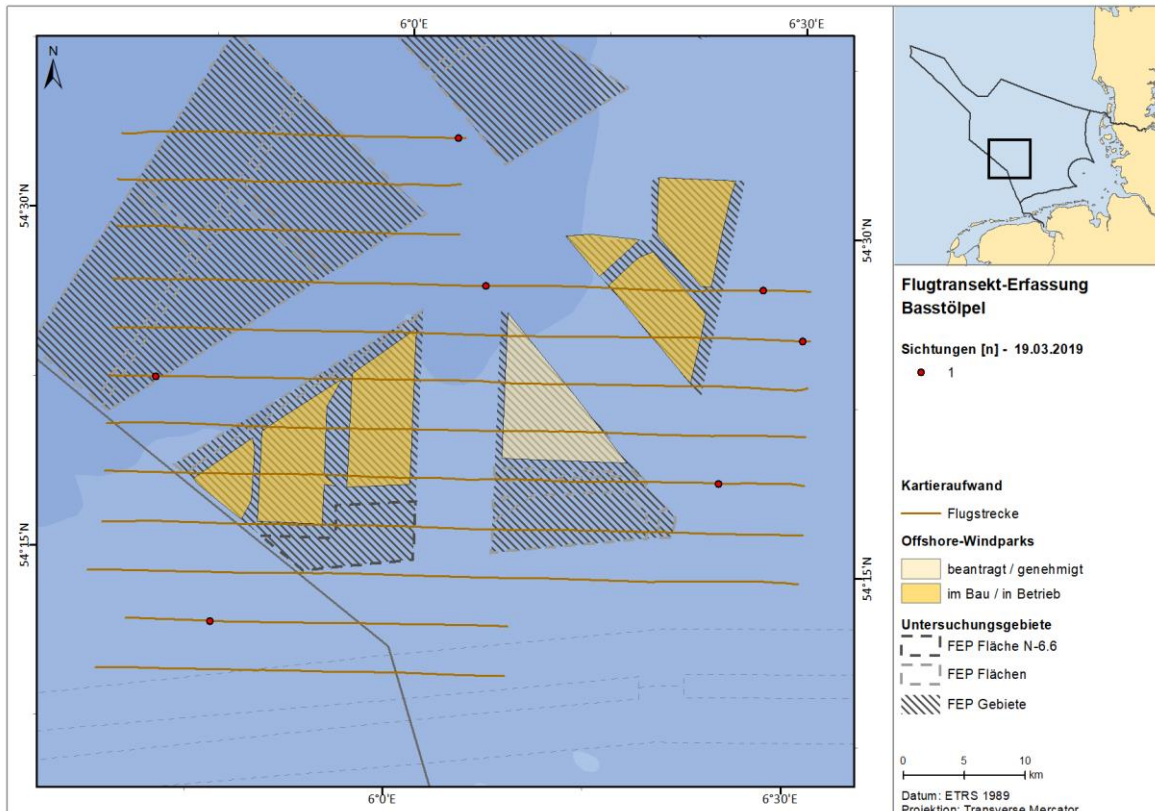 6°0'E
6°30'E
N
54°30'N
54°30'N
54°15'N
54°15'N
6°0'E
6°30'E
Flugtransekt-Erfassung
Basstölpel
Sichtungen [n] - 19.03.2019
1
Kartieraufwand
Flugstrecke
Offshore-Windparks
beantragt / genehmigt
im Bau / in Betrieb
Untersuchungsgebiete
FEP Fläche N-6.6
FEP Flächen
FEP Gebiete
0 5 10
km
Datum: ETRS 1989
Projektion: Transverse Mercator